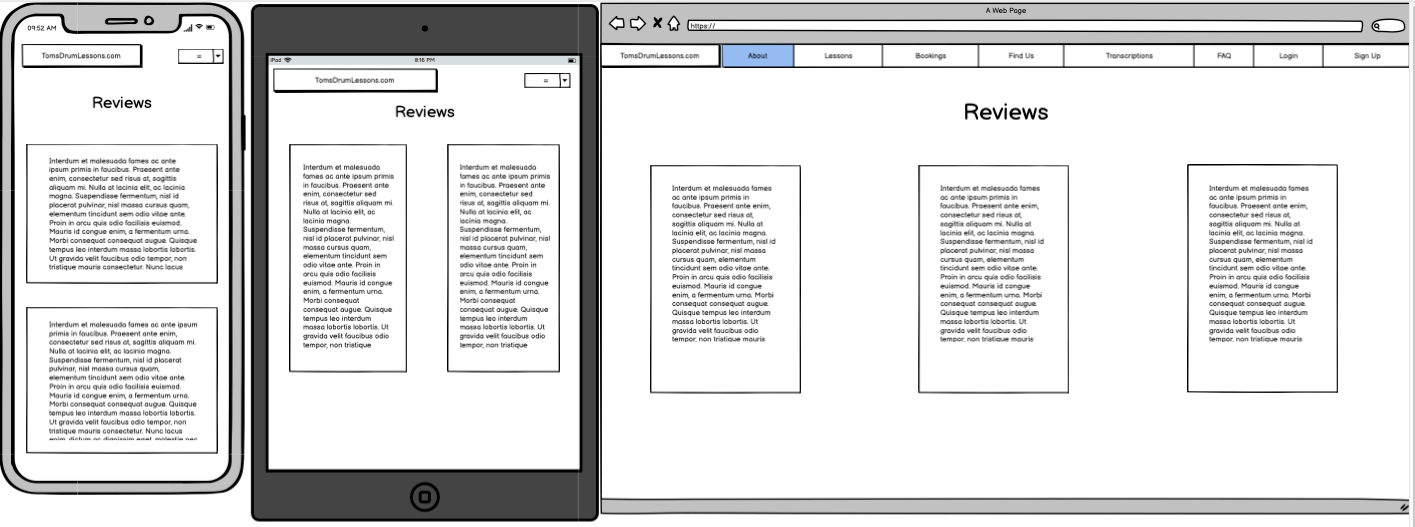 09:52 AM
TomsDrumLessons.com
=
Reviews
Interdum et malesuada fames ac ante
ipsum primis in faucibus. Praesent ante
enim, consectetur sed risus at, sagittis
aliquam mi. Nulla at lacinia elit, ac lacinia
magna. Suspendisse fermentum, nisl id
placerat pulvinar, nisl massa cursus quam,
elementum tincidunt sem odio vitae ante.
Proin in arcu quis odio facilisis euismod.
Mauris id congue enim, a fermentum urna.
Morbi consequat consequat augue. Quisque
tempus leo interdum massa lobortis lobortis.
Ut gravida velit faucibus odio tempor, non
tristique mauris consectetur. Nunc lacus
Interdum et malesuada fames ac ante ipsum
primis in faucibus. Praesent ante enim,
consectetur sed risus at, sagittis aliquam mi.
Nulla at lacinia elit, ac lacinia magna.
Suspendisse fermentum, nisl id placerat
pulvinar, nisl massa cursus quam,
elementum tincidunt sem odio vitae ante.
Proin in arcu quis odio facilisis euismod.
Mauris id congue enim, a fermentum urna.
Morbi consequat consequat augue. Quisque
tempus leo interdum massa lobortis lobortis.
Ut gravida velit faucibus odio tempor, non
tristique mauris consectetur. Nunc lacus
enim, dictum ac dignissim eget, molestie nec
iPad
8:16 PM
TomsDrumLessons.com
=
Reviews
Interdum et malesuada
fames ac ante ipsum primis
in faucibus. Praesent ante
enim, consectetur sed
risus at, sagittis aliquam mi.
Nulla at lacinia elit, ac
lacinia magna.
Suspendisse fermentum,
nisl id placerat pulvinar, nisl
massa cursus quam,
elementum tincidunt sem
odio vitae ante. Proin in
arcu quis odio facilisis
euismod. Mauris id congue
enim, a fermentum urna.
Morbi consequat
consequat augue. Quisque
tempus leo interdum
massa lobortis lobortis. Ut
gravida velit faucibus odio
tempor, non tristique
Interdum et malesuada
fames ac ante ipsum primis
in faucibus. Praesent ante
enim, consectetur sed
risus at, sagittis aliquam mi.
Nulla at lacinia elit, ac
lacinia magna.
Suspendisse fermentum,
nisl id placerat pulvinar, nisl
massa cursus quam,
elementum tincidunt sem
odio vitae ante. Proin in
arcu quis odio facilisis
euismod. Mauris id congue
enim, a fermentum urna.
Morbi consequat
consequat augue. Quisque
tempus leo interdum
massa lobortis lobortis. Ut
gravida velit faucibus odio
tempor, non tristique
A Web Page
https://
TomsDrumLessons.com About Lessons Bookings Find Us Transcriptions FAQ Login Sign Up
Reviews
Interdum et malesuada fames
ac ante ipsum primis in
faucibus. Praesent ante enim,
consectetur sed risus at,
sagittis aliquam mi. Nulla at
lacinia elit, ac lacinia magna.
Suspendisse fermentum, nisl id
placerat pulvinar, nisl massa
cursus quam, elementum
tincidunt sem odio vitae ante.
Proin in arcu quis odio facilisis
euismod. Mauris id congue
enim, a fermentum urna. Morbi
consequat consequat augue.
Quisque tempus leo interdum
massa lobortis lobortis. Ut
gravida velit faucibus odio
tempor, non tristique mauris
Interdum et malesuada fames
ac ante ipsum primis in
faucibus. Praesent ante enim,
consectetur sed risus at,
sagittis aliquam mi. Nulla at
lacinia elit, ac lacinia magna.
Suspendisse fermentum, nisl id
placerat pulvinar, nisl massa
cursus quam, elementum
tincidunt sem odio vitae ante.
Proin in arcu quis odio facilisis
euismod. Mauris id congue
enim, a fermentum urna. Morbi
consequat consequat augue.
Quisque tempus leo interdum
massa lobortis lobortis. Ut
gravida velit faucibus odio
tempor, non tristique mauris
Interdum et malesuada fames
ac ante ipsum primis in
faucibus. Praesent ante enim,
consectetur sed risus at,
sagittis aliquam mi. Nulla at
lacinia elit, ac lacinia magna.
Suspendisse fermentum, nisl id
placerat pulvinar, nisl massa
cursus quam, elementum
tincidunt sem odio vitae ante.
Proin in arcu quis odio facilisis
euismod. Mauris id congue
enim, a fermentum urna. Morbi
consequat consequat augue.
Quisque tempus leo interdum
massa lobortis lobortis. Ut
gravida velit faucibus odio
tempor, non tristique mauris